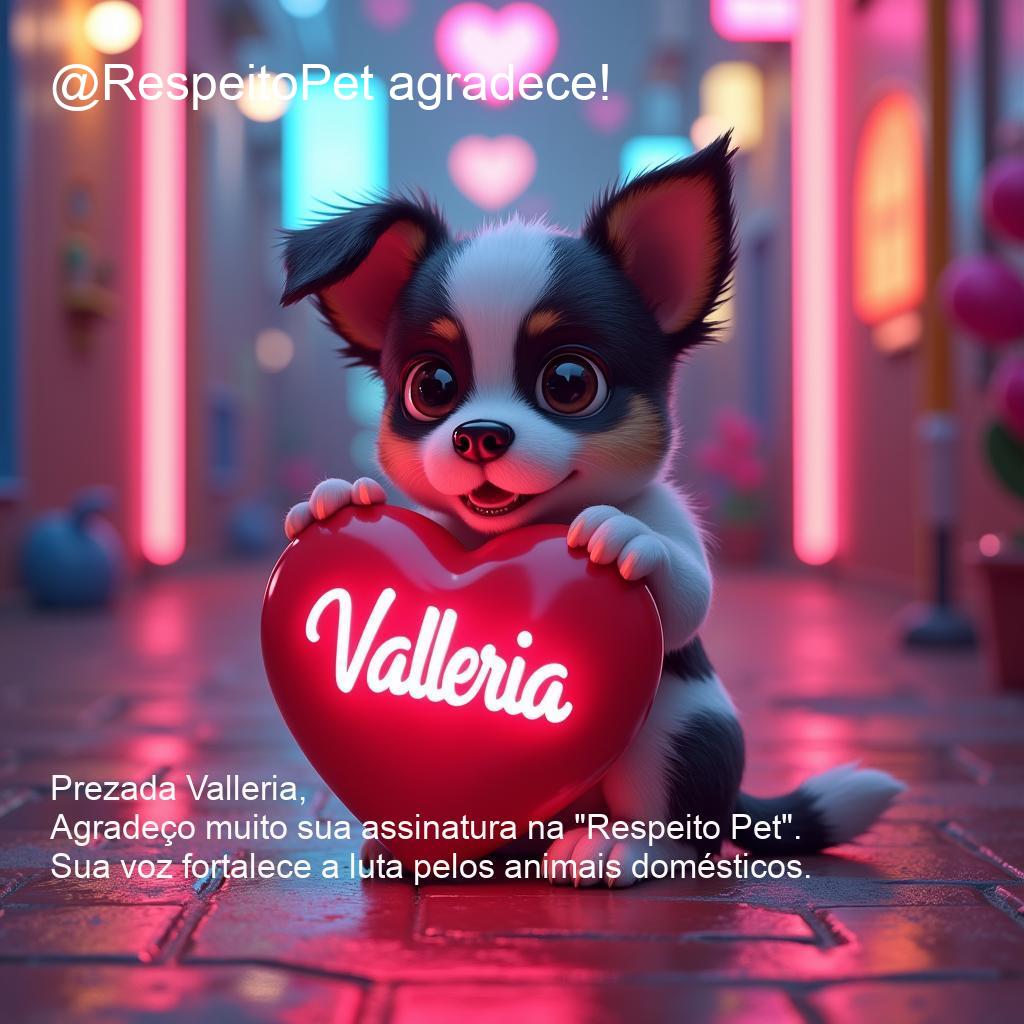 @RespeitoPet agradece!
Valleria
Prezada Valleria,
Agradeço muito sua assinatura na "Respeito Pet".
Sua voz fortalece a luta pelos animais domésticos.